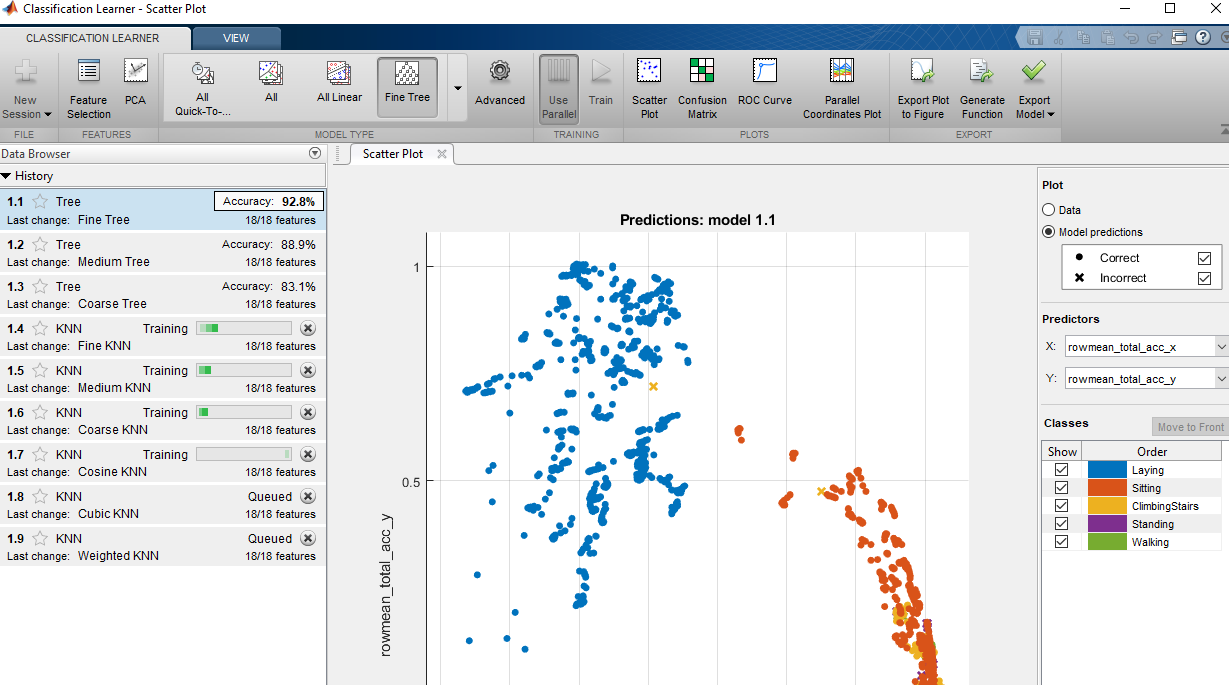 Classification Learner - Scatter Plot
CLASSIFICATION LEARNER VIEW
New Session
Feature Selection
PCA
All Quick-To-...
All
All Linear
Fine Tree
Advanced
Use Parallel
Train
Scatter Plot
Confusion Matrix
ROC Curve
Parallel Coordinates Plot
Export Plot to Figure
Generate Function
Export Model
FILE FEATURES MODEL TYPE TRAINING PLOTS EXPORT
Data Browser
History
1.1 Tree Accuracy: 92.8%
Last change: Fine Tree 18/18 features
1.2 Tree Accuracy: 88.9%
Last change: Medium Tree 18/18 features
1.3 Tree Accuracy: 83.1%
Last change: Coarse Tree 18/18 features
1.4 KNN Training
Last change: Fine KNN 18/18 features
1.5 KNN Training
Last change: Medium KNN 18/18 features
1.6 KNN Training
Last change: Coarse KNN 18/18 features
1.7 KNN Training
Last change: Cosine KNN 18/18 features
1.8 KNN Queued
Last change: Cubic KNN 18/18 features
1.9 KNN Queued
Last change: Weighted KNN 18/18 features
Scatter Plot
Predictions: model 1.1
1
0.5
rowmean_total_acc_y
Plot
Data
Model predictions
Correct
Incorrect
Predictors
X: rowmean_total_acc_x
Y: rowmean_total_acc_y
Classes Move to Front
Show Order
Laying
Sitting
ClimbingStairs
Standing
Walking